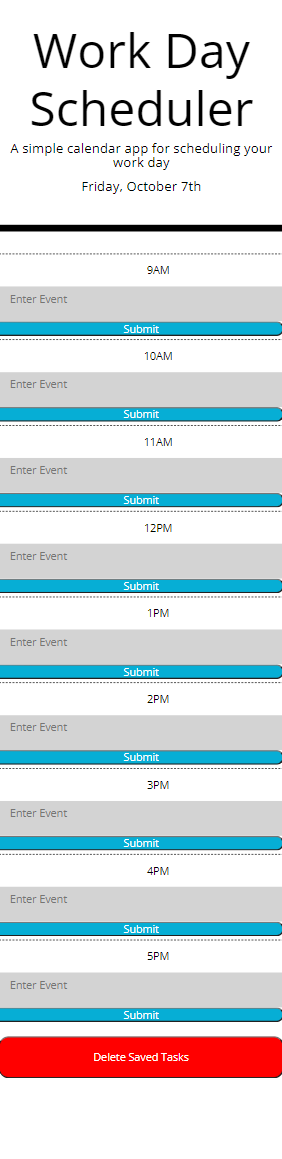 Work Day
Scheduler
A simple calendar app for scheduling your
work day
Friday, October 7th
9AM
Enter Event
Submit
10AM
Enter Event
Submit
11AM
Enter Event
Submit
12PM
Enter Event
Submit
1PM
Enter Event
Submit
2PM
Enter Event
Submit
3PM
Enter Event
Submit
4PM
Enter Event
Submit
5PM
Enter Event
Submit
Delete Saved Tasks